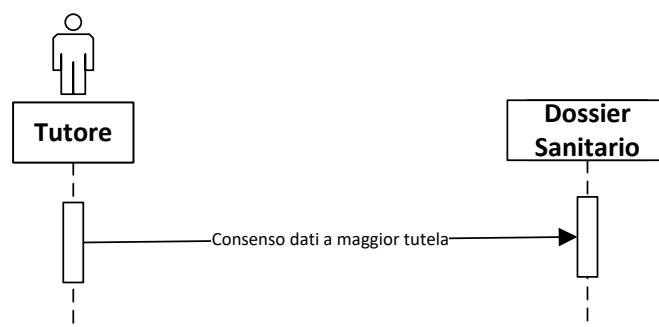 Tutore
Dossier
Sanitario
Consenso dati a maggior tutela